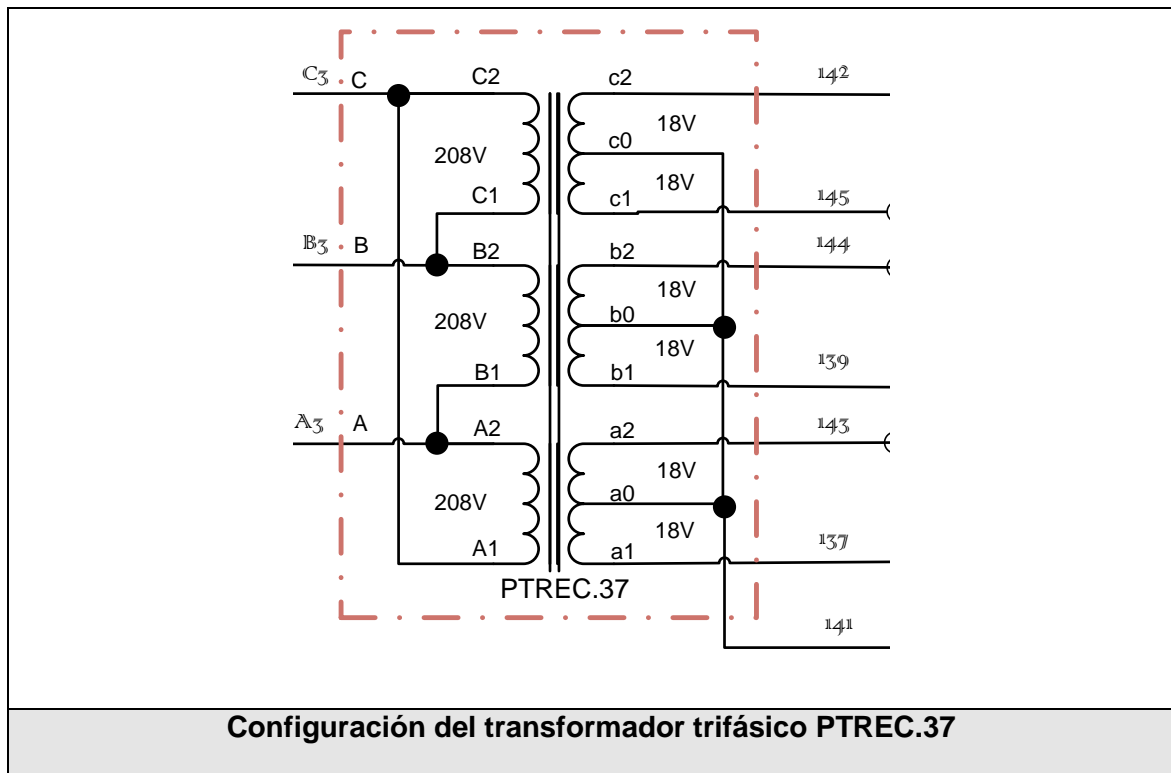 C3 C C2 c2 142
18V
c0
208V
18V
C1 c1 145
B3 B B2 b2 144
18V
b0
208V
18V
B1 b1 139
A3 A A2 a2 143
18V
a0
208V
18V
A1 a1 137
PTREC.37
141
Configuración del transformador trifásico PTREC.37